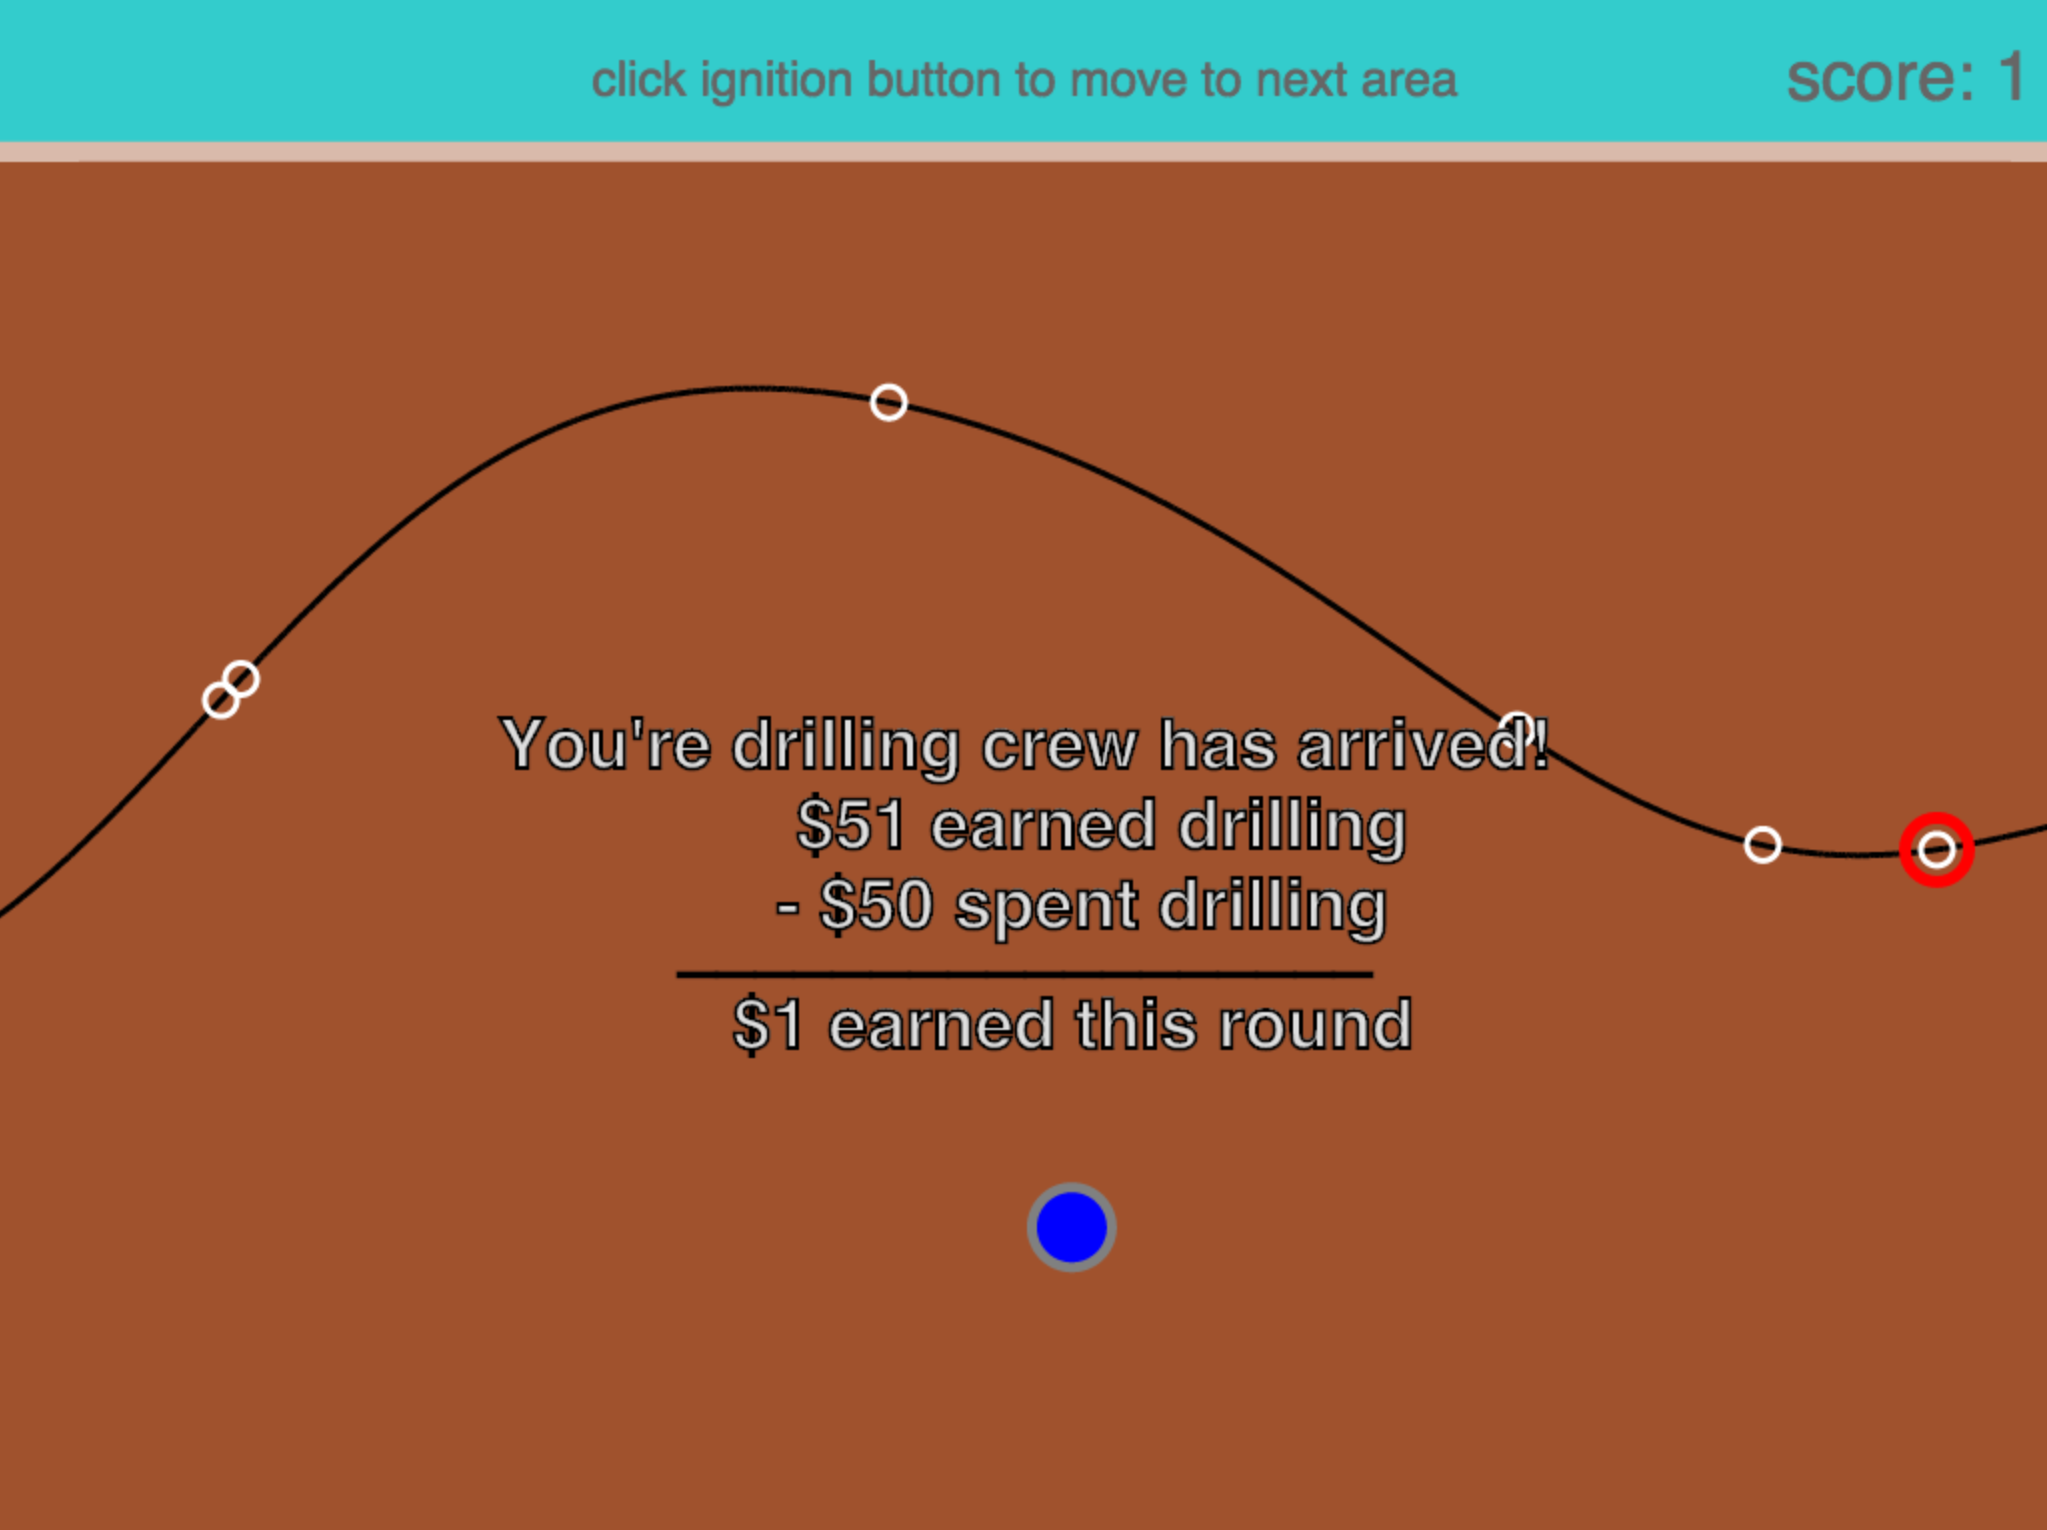 click ignition button to move to next area
score: 1
You're drilling crew has arrived!
$51 earned drilling
- $50 spent drilling
$1 earned this round